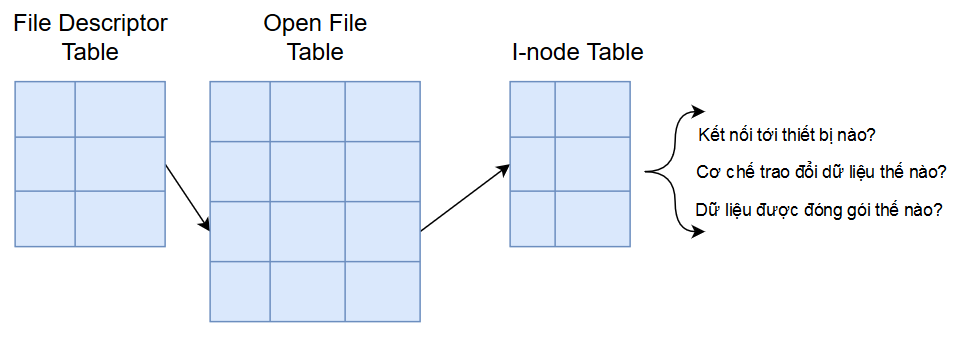 File Descriptor
Table
Open File
Table
I-node Table
Kết nối tới thiết bị nào?
Cơ chế trao đổi dữ liệu thế nào?
Dữ liệu được đóng gói thế nào?